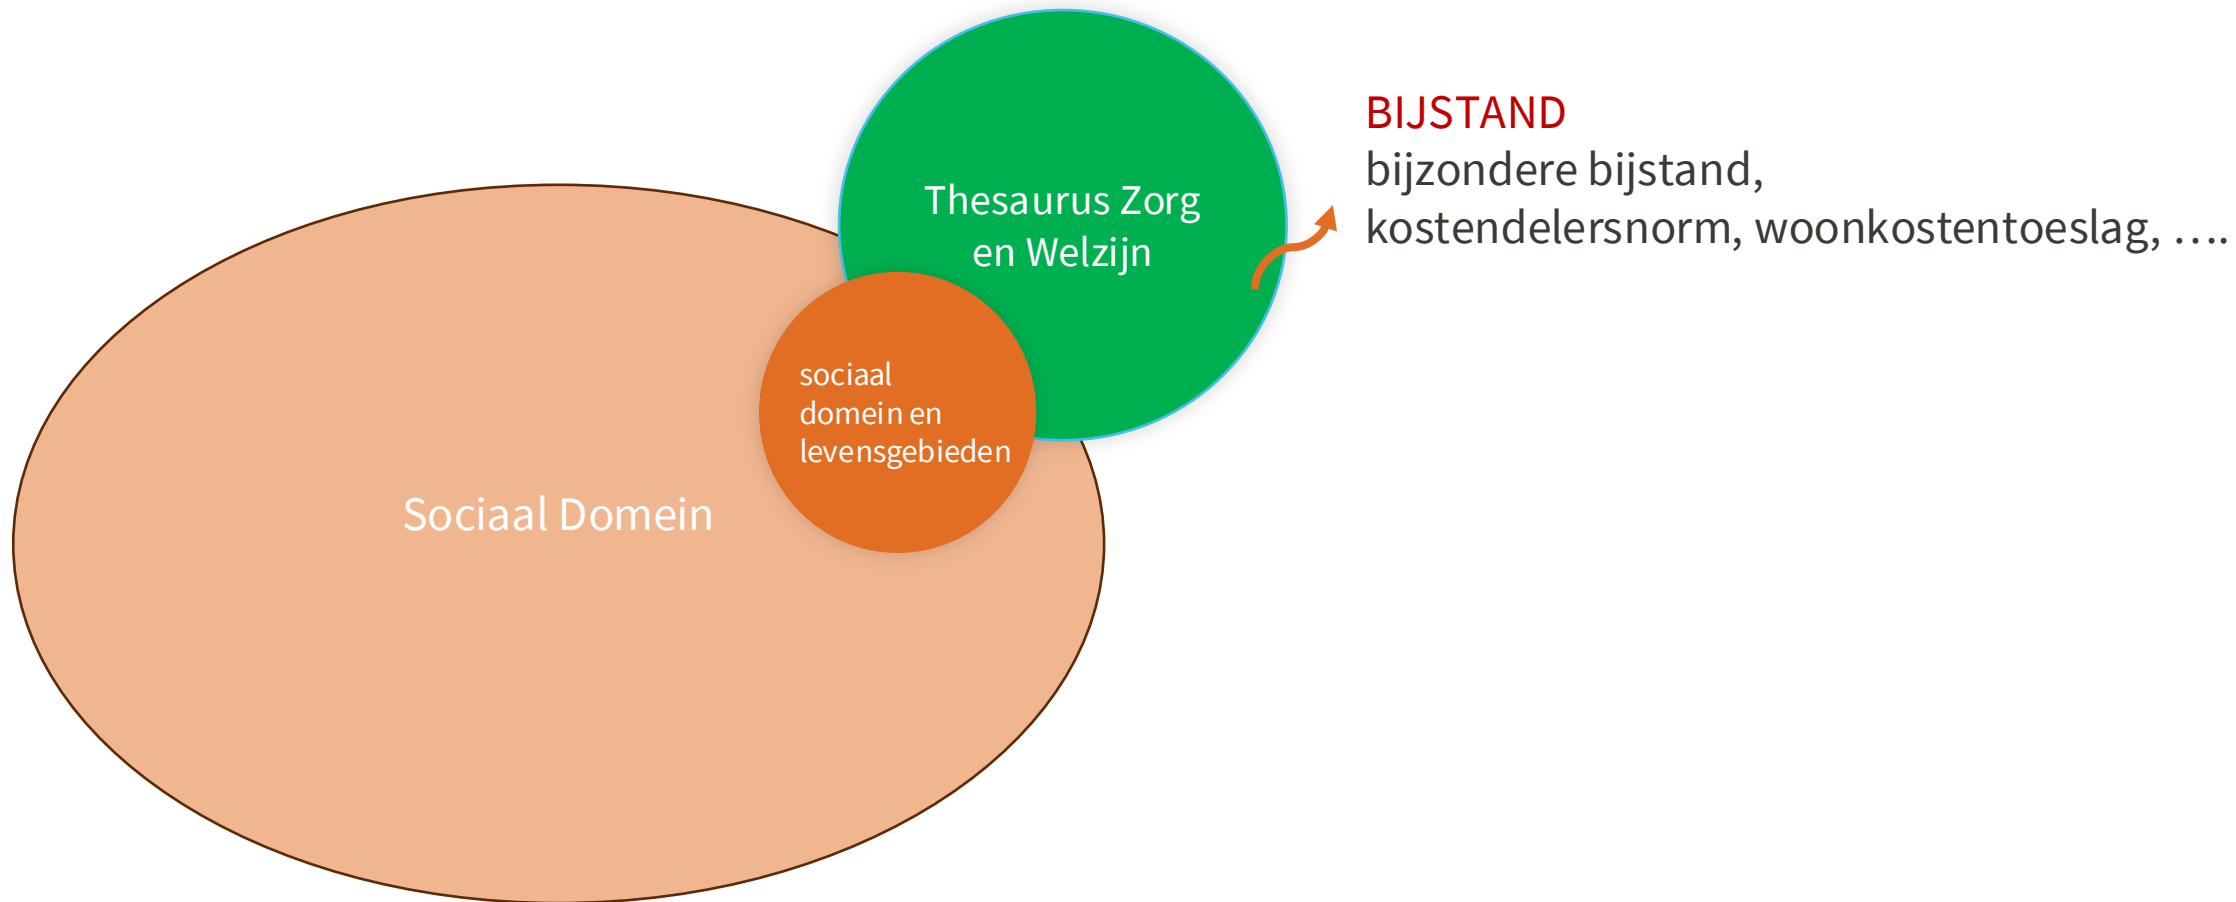 Thesaurus Zorg
en Welzijn
BIJSTAND
bijzondere bijstand,
kostendelersnorm, woonkostentoeslag, ….
sociaal
domein en
levensgebieden
Sociaal Domein